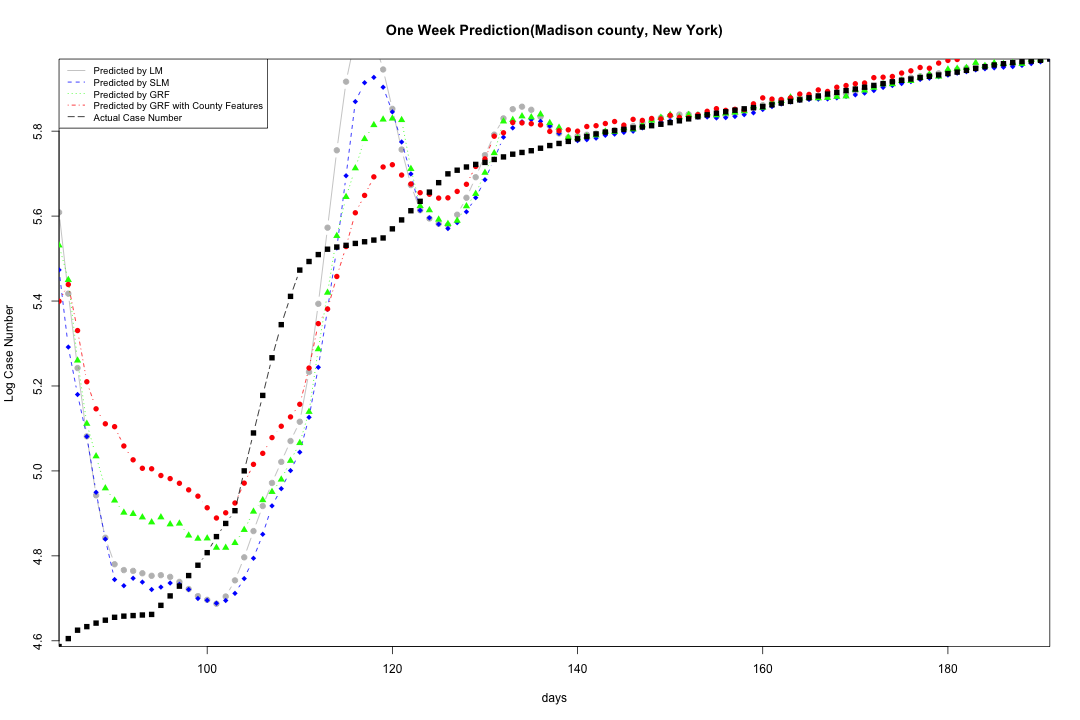 One Week Prediction(Madison county, New York)
Predicted by LM
Predicted by SLM
Predicted by GRF
Predicted by GRF with County Features
Actual Case Number
Log Case Number
5.8
5.6
5.4
5.2
5.0
4.8
4.6
100 120 140 160 180
days